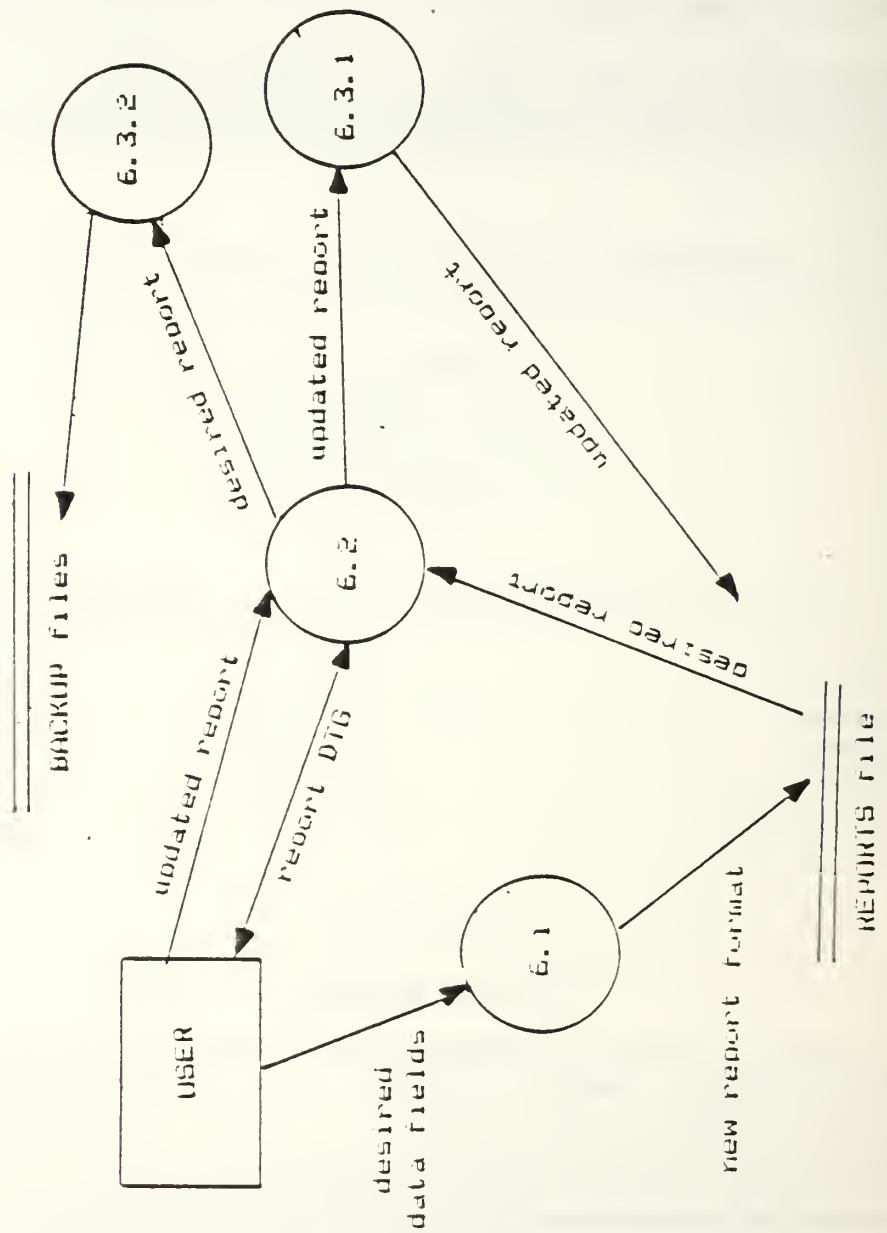 BACKUP files
6.3.2
desired report
6.3.1
updated report
updated report
updated report
6.2
report DTG
desired report
USER
desired
data fields
6.1
new report format
REPORTS file